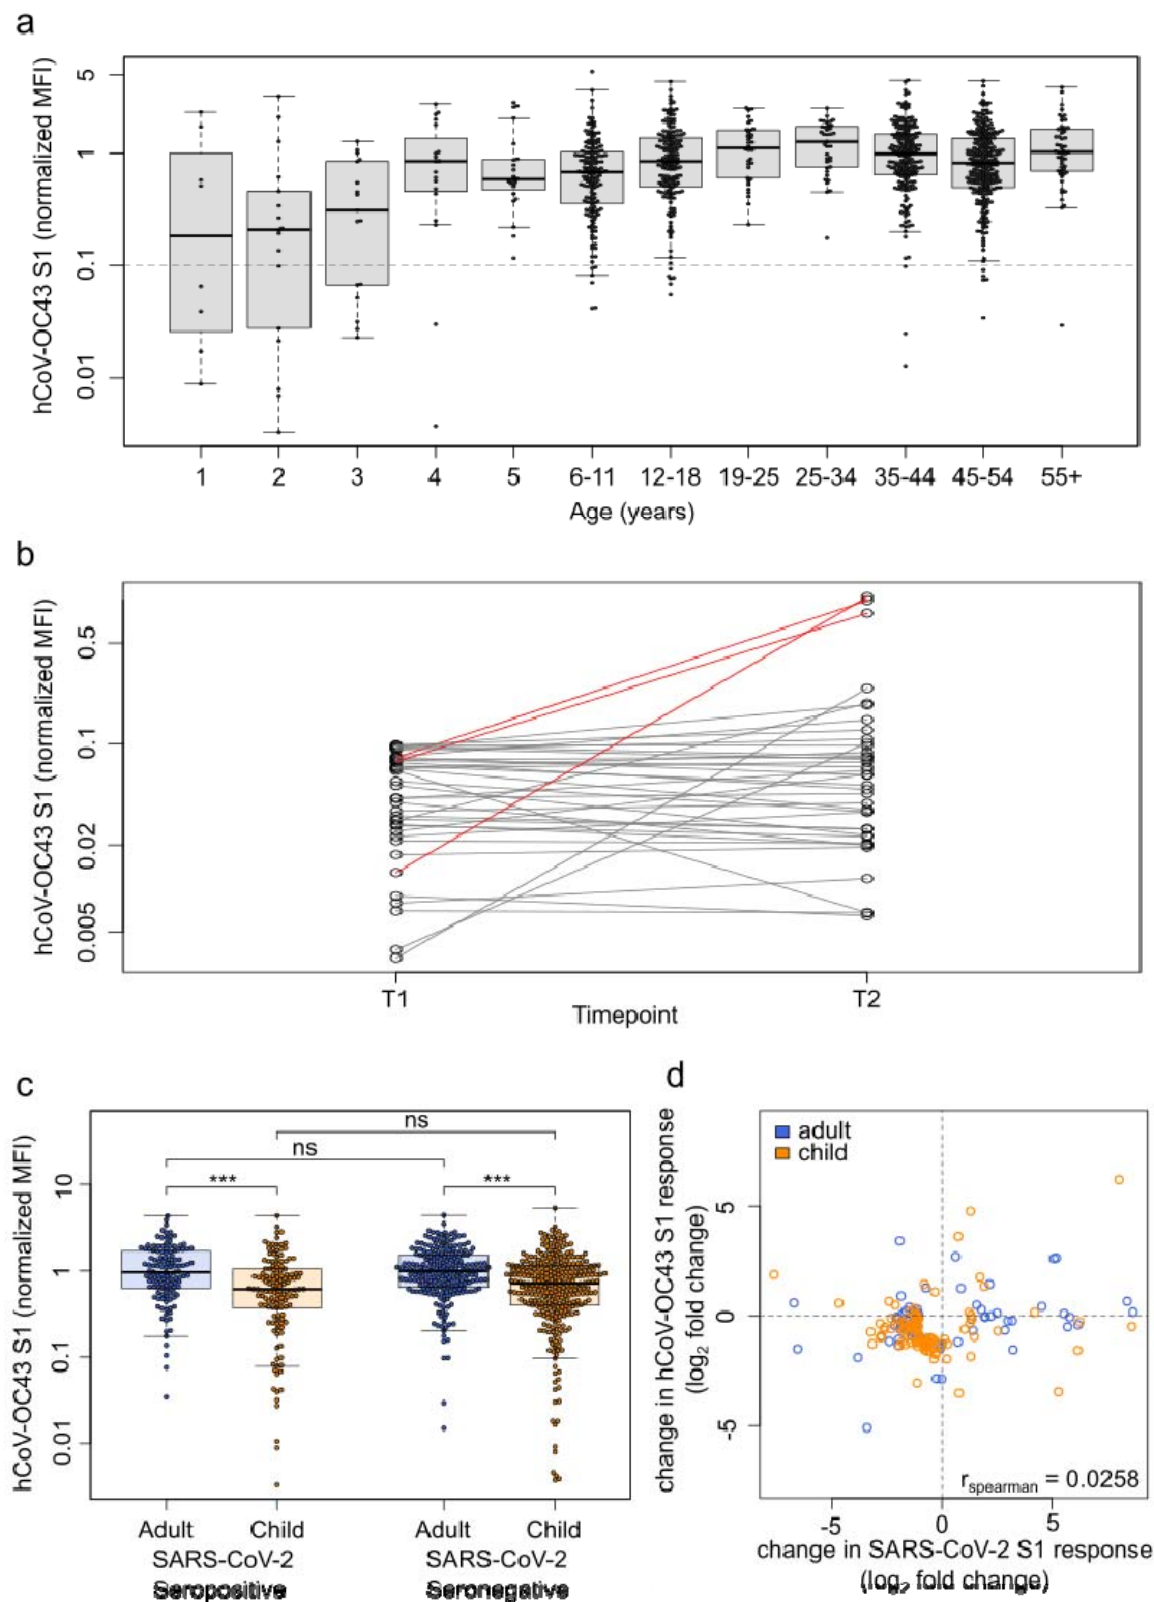 a
hCoV-OC43 S1 (normalized MFI)
5
1
0.1
0.01
1 2 3 4 5 6-11 12-18 19-25 25-34 35-44 45-54 55+
Age (years)
b
hCoV-OC43 S1 (normalized MFI)
0.5
0.1
0.02
0.005
T1 T2
Timepoint
c
hCoV-OC43 S1 (normalized MFI)
10
1
0.1
0.01
ns
ns
*** ***
Adult Child Adult Child
SARS-CoV-2 SARS-CoV-2
Seropositive Seronegative
d
change in hCoV-OC43 S1 response
(log₂ fold change)
adult
child
5
0
-5
r_spearman = 0.0258
-5 0 5
change in SARS-CoV-2 S1 response
(log₂ fold change)